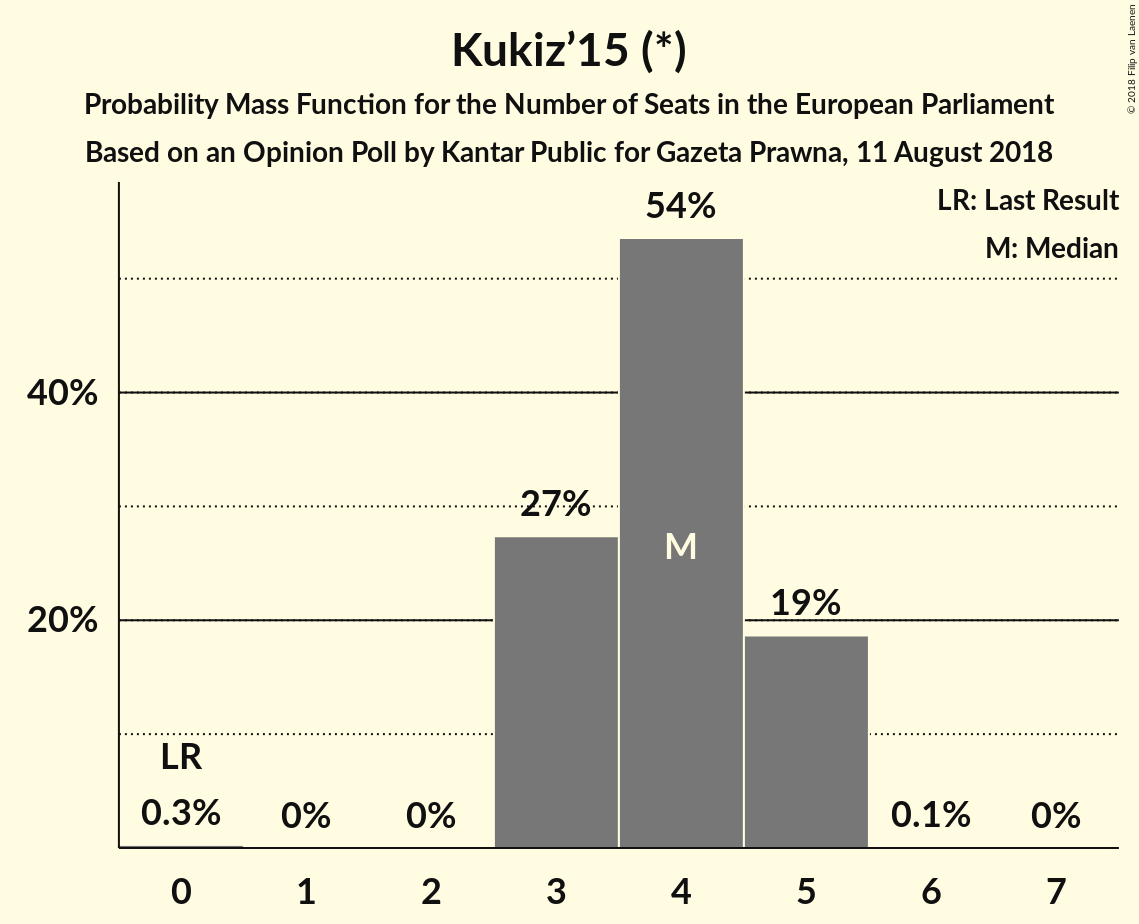 Kukiz’15 (*)
Probability Mass Function for the Number of Seats in the European Parliament
Based on an Opinion Poll by Kantar Public for Gazeta Prawna, 11 August 2018
© 2018 Filip van Laenen
LR: Last Result
M: Median
54%
40%
27%
M
20%
19%
LR
0.3%
0%
0%
0.1%
0%
0 1 2 3 4 5 6 7